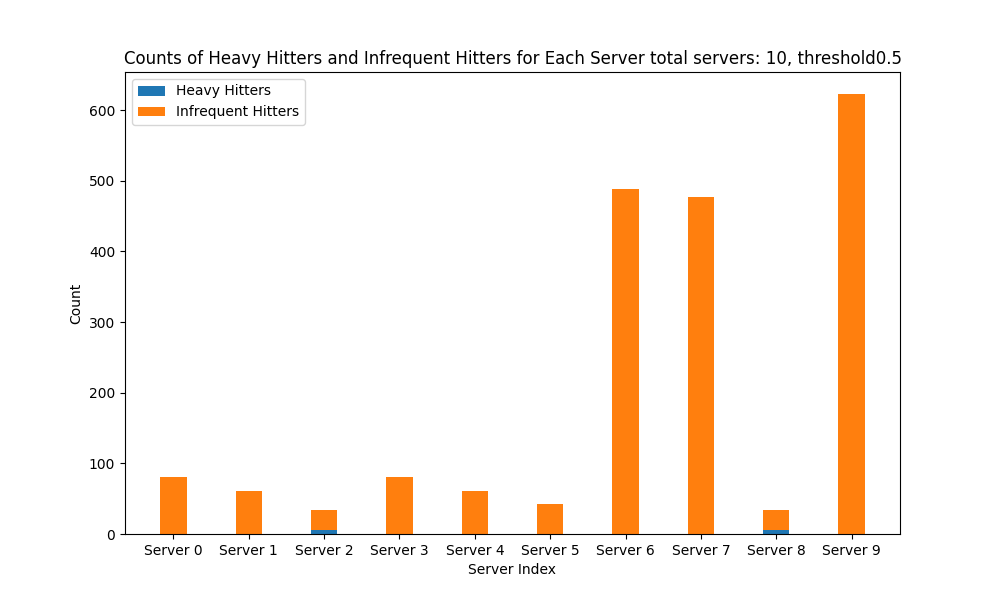 Counts of Heavy Hitters and Infrequent Hitters for Each Server total servers: 10, threshold0.5
Heavy Hitters
Infrequent Hitters
600
500
400
300
200
100
0
Count
Server 0 Server 1 Server 2 Server 3 Server 4 Server 5 Server 6 Server 7 Server 8 Server 9
Server Index